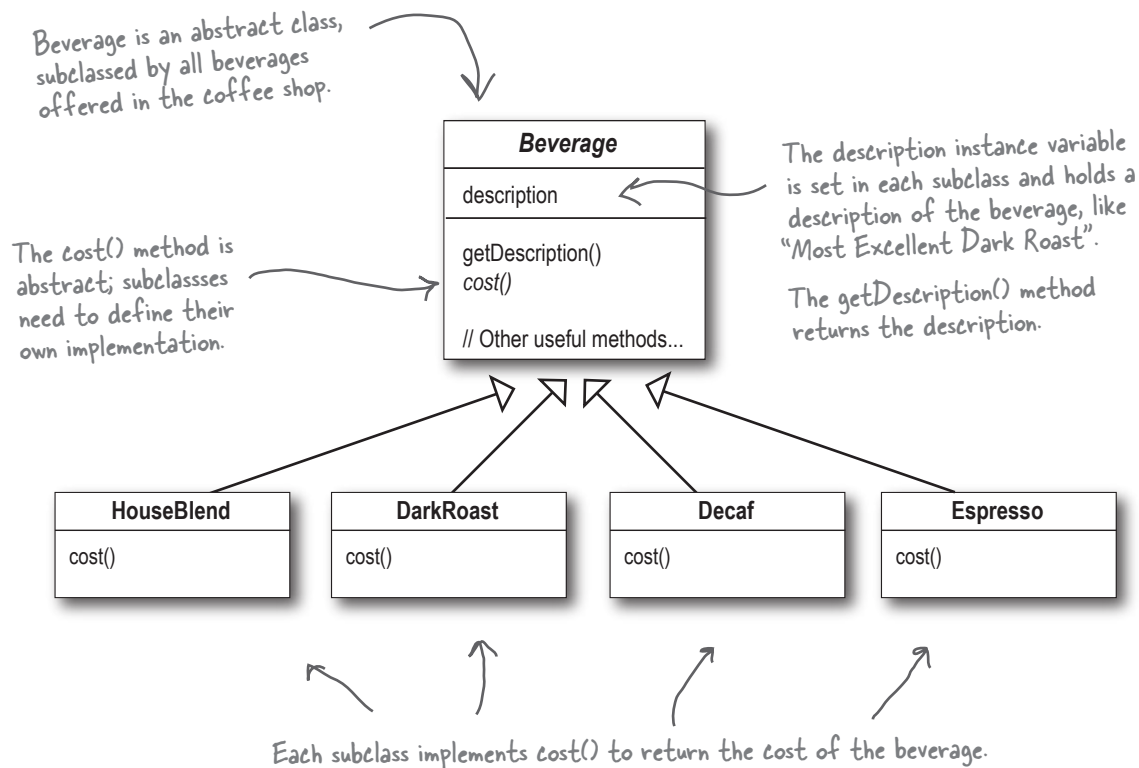 Beverage is an abstract class,
subclassed by all beverages
offered in the coffee shop.
Beverage
description
getDescription()
cost()
// Other useful methods...
The description instance variable
is set in each subclass and holds a
description of the beverage, like
“Most Excellent Dark Roast”.
The getDescription() method
returns the description.
The cost() method is
abstract; subclassses
need to define their
own implementation.
HouseBlend
cost()
DarkRoast
cost()
Decaf
cost()
Espresso
cost()
Each subclass implements cost() to return the cost of the beverage.